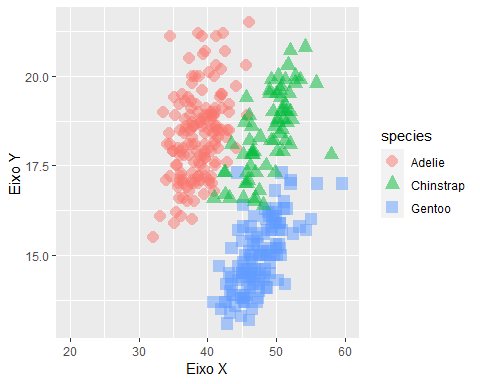 Eixo Y
20.0
17.5
15.0
20
30
40
50
60
Eixo X
species
Adelie
Chinstrap
Gentoo